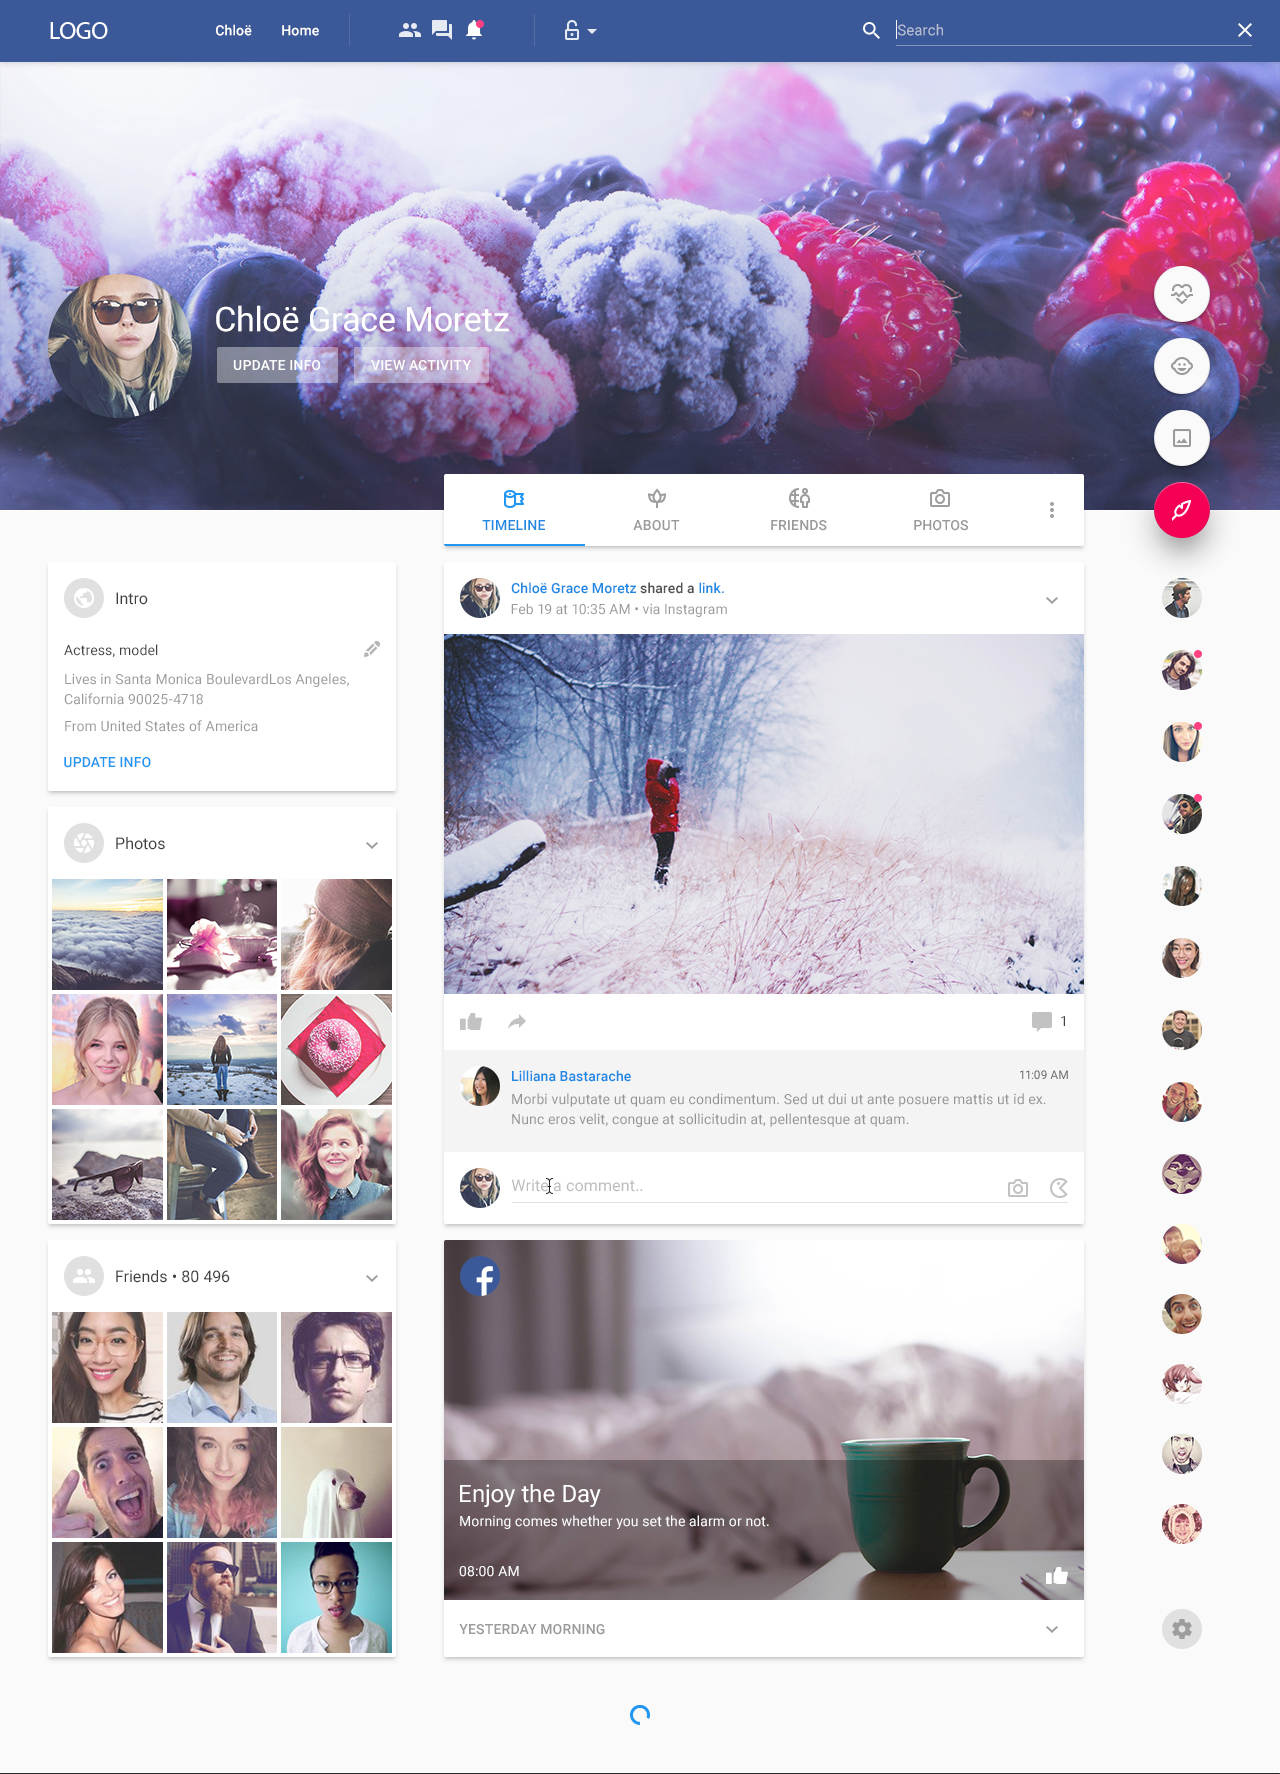 LOGO
Chloë
Home
Search
Chloë Grace Moretz
UPDATE INFO
VIEW ACTIVITY
TIMELINE
ABOUT
FRIENDS
PHOTOS
Intro
Actress, model
Lives in Santa Monica BoulevardLos Angeles,
California 90025-4718
From United States of America
UPDATE INFO
Photos
Friends • 80 496
Chloë Grace Moretz shared a link.
Feb 19 at 10:35 AM • via Instagram
1
Lilliana Bastarache
11:09 AM
Morbi vulputate ut quam eu condimentum. Sed ut dui ut ante posuere mattis ut id ex.
Nunc eros velit, congue at sollicitudin at, pellentesque at quam.
Write a comment..
Enjoy the Day
Morning comes whether you set the alarm or not.
08:00 AM
YESTERDAY MORNING